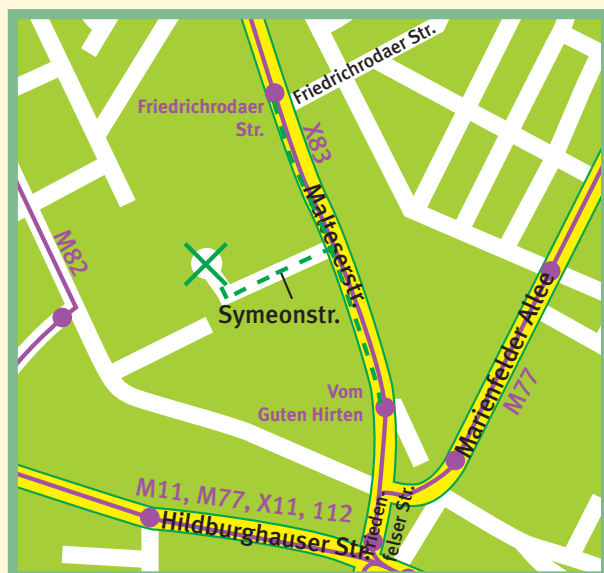 Friedrichrodaer Str.
Friedrichrodaer
Str.
X83
Malteserstr.
M82
Symeonstr.
Marienfelder Allee
M77
Vom
Guten Hirten
M11, M77, X11, 112
Hildburghauser Str.
Frieden
felser Str.